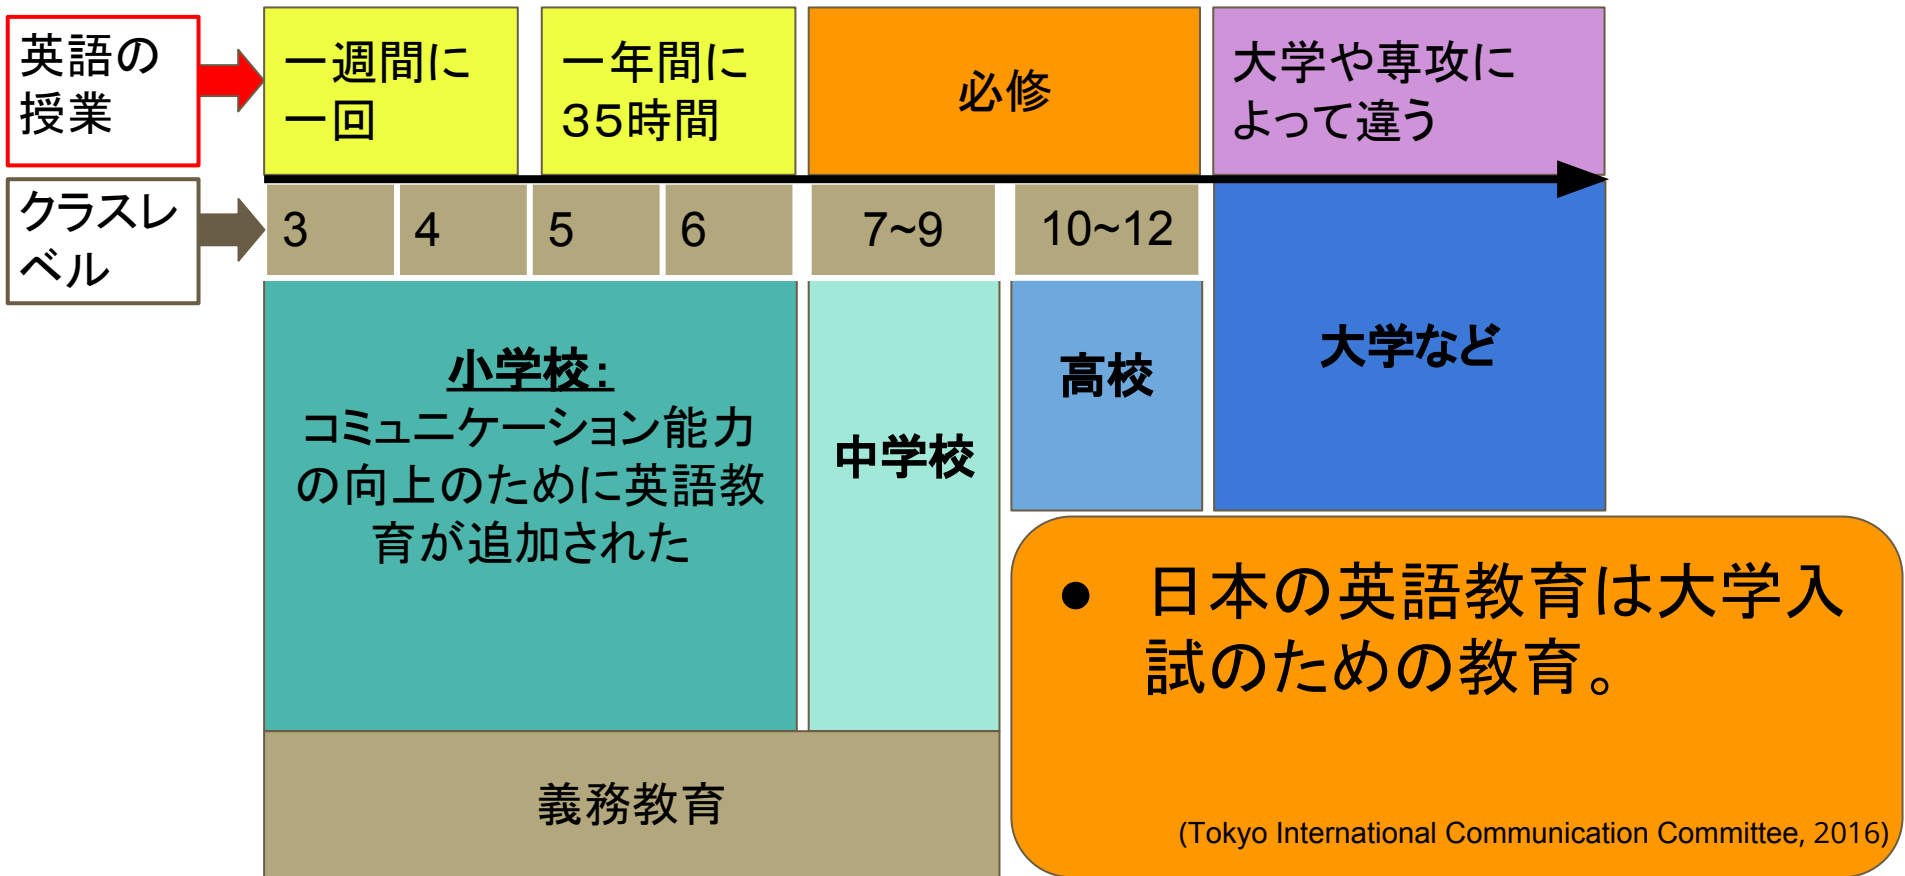 英語の
授業
一週間に
一回
一年間に
35時間
必修
大学や専攻に
よって違う
クラスレ
ベル
3
4
5
6
7~9
10~12
小学校：
コミュニケーション能力
の向上のために英語教
育が追加された
中学校
高校
大学など
義務教育
● 日本の英語教育は大学入
試のための教育。
(Tokyo International Communication Committee, 2016)